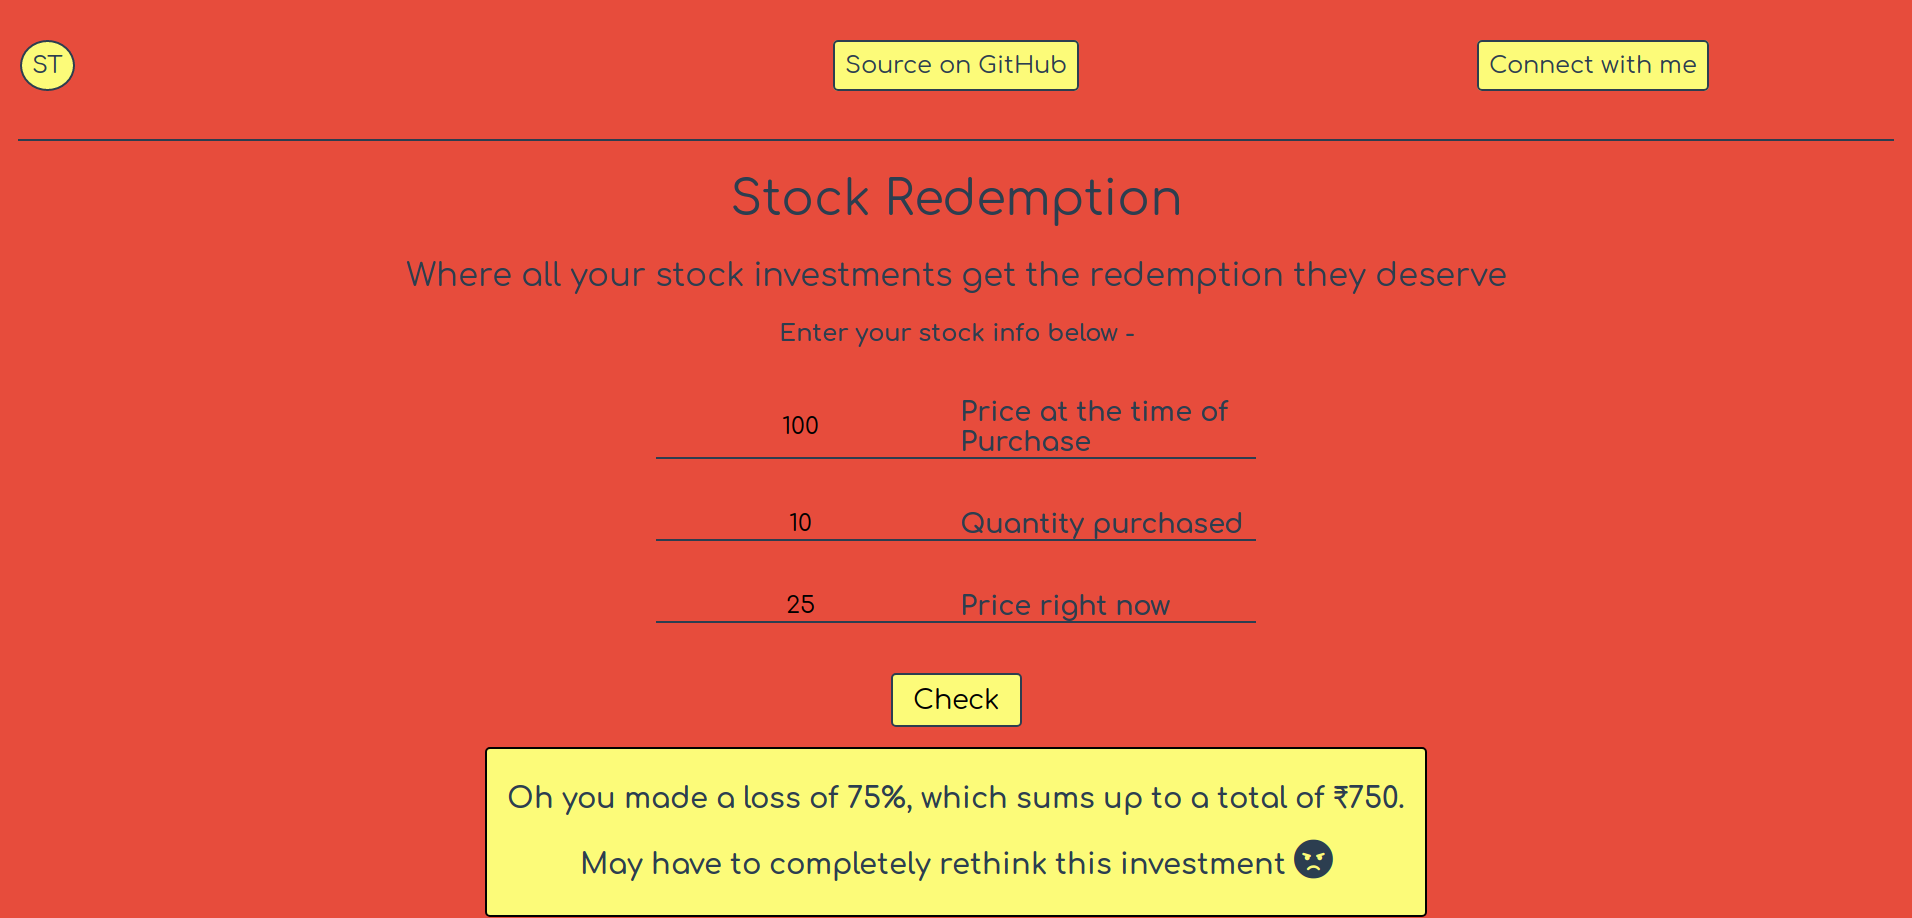 ST
Source on GitHub
Connect with me
Stock Redemption
Where all your stock investments get the redemption they deserve
Enter your stock info below -
100
Price at the time of
Purchase
10
Quantity purchased
25
Price right now
Check
Oh you made a loss of 75%, which sums up to a total of ₹750.
May have to completely rethink this investment